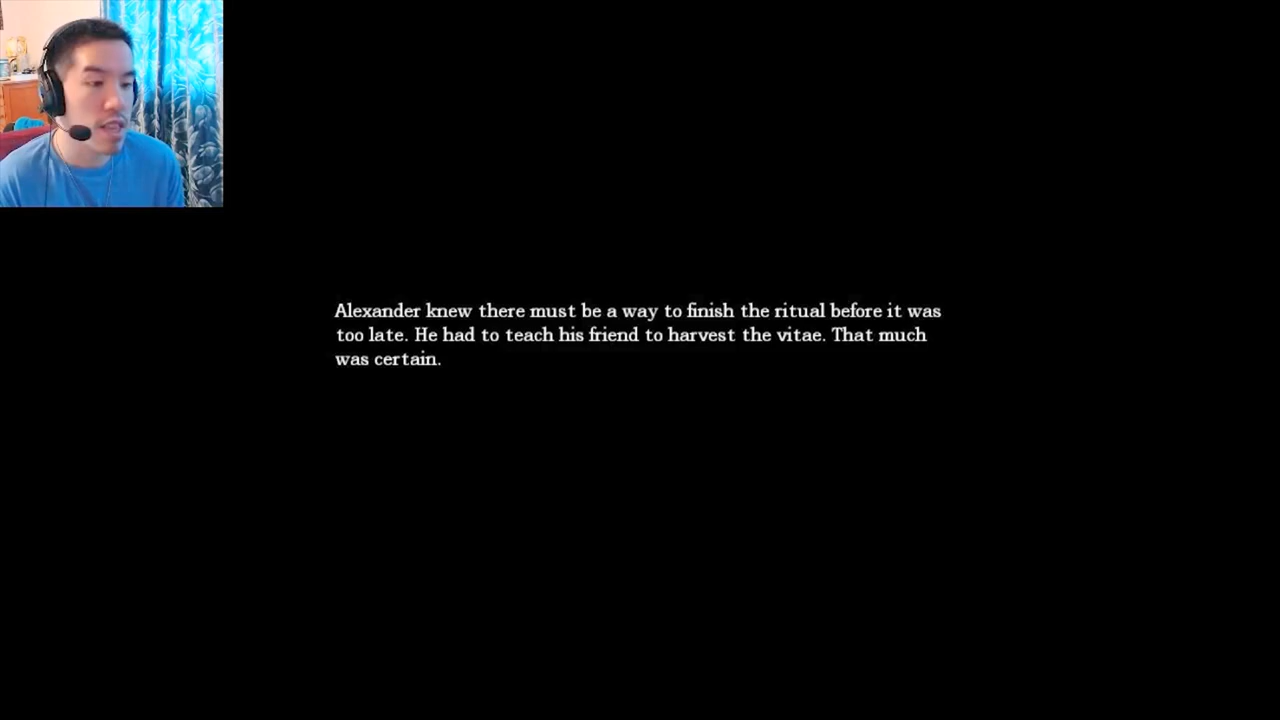 Alexander knew there must be a way to finish the ritual before it was
too late. He had to teach his friend to harvest the vitae. That much
was certain.